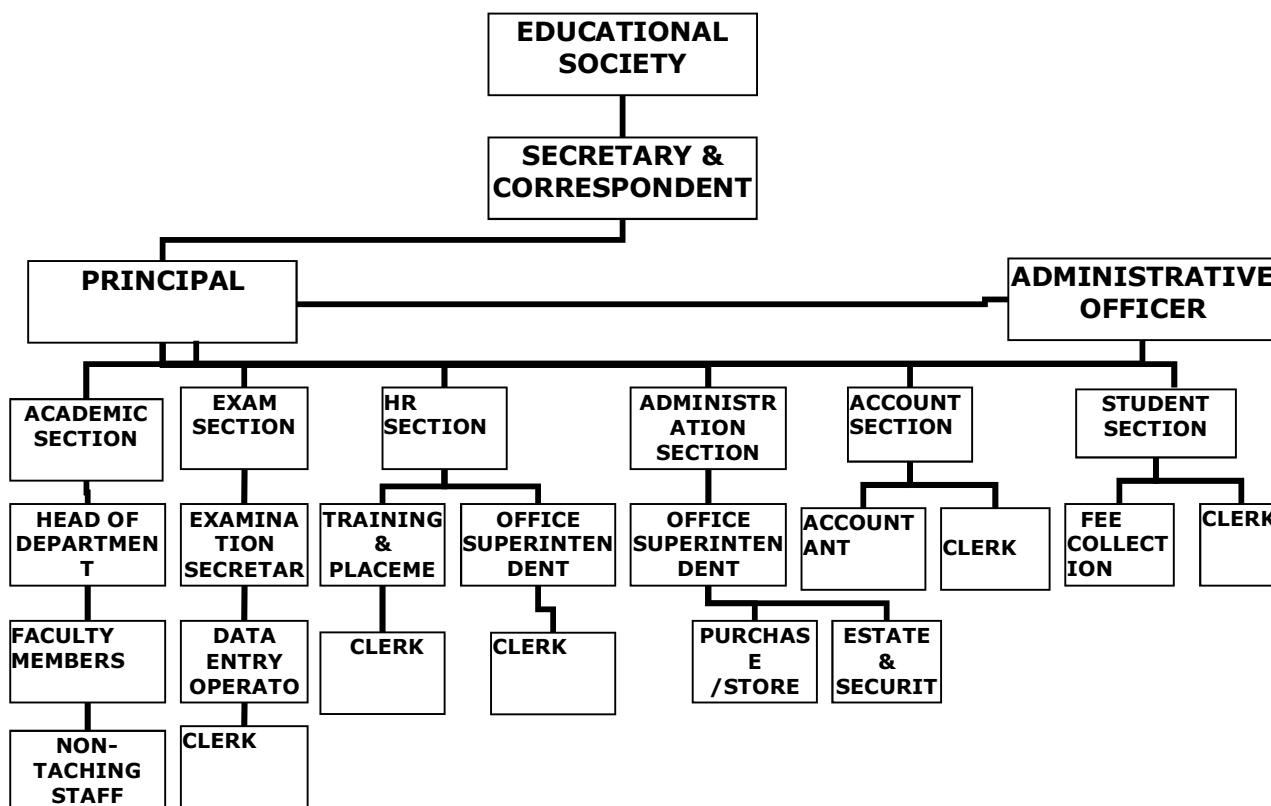 EDUCATIONAL
SOCIETY
SECRETARY &
CORRESPONDENT
PRINCIPAL
ADMINISTRATIVE
OFFICER
ACADEMIC
SECTION
EXAM
SECTION
HR
SECTION
ADMINISTR
ATION
SECTION
ACCOUNT
SECTION
STUDENT
SECTION
HEAD OF
DEPARTMEN
T
EXAMINA
TION
SECRETAR
TRAINING
&
PLACEME
OFFICE
SUPERINTEN
DENT
OFFICE
SUPERINTEN
DENT
ACCOUNT
ANT
CLERK
FEE
COLLECT
ION
CLERK
FACULTY
MEMBERS
DATA
ENTRY
OPERATO
CLERK
CLERK
PURCHAS
E
/STORE
ESTATE
&
SECURIT
NON-
TACHING
STAFF
CLERK